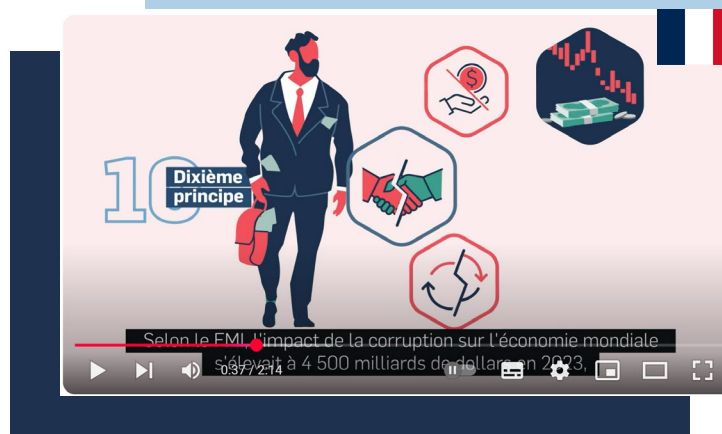 10
Dixième
principe
$
Selon le FMI, l'impact de la corruption sur l'économie mondiale
s'élevait à 4 500 milliards de dollars en 2023,
0:37 / 2:14